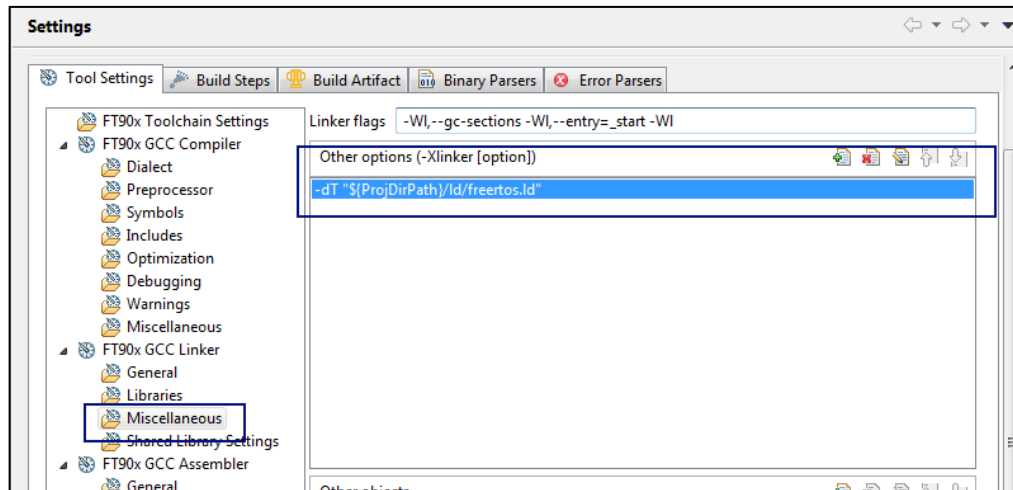 Settings
Tool Settings Build Steps Build Artifact Binary Parsers Error Parsers
FT90x Toolchain Settings
FT90x GCC Compiler
Dialect
Preprocessor
Symbols
Includes
Optimization
Debugging
Warnings
Miscellaneous
FT90x GCC Linker
General
Libraries
Miscellaneous
Shared Library Settings
FT90x GCC Assembler
General
Linker flags -Wl,--gc-sections -Wl,--entry=_start -Wl
Other options (-Xlinker [option])
-dT "${ProjDirPath}/ld/freertos.ld"
Other objects